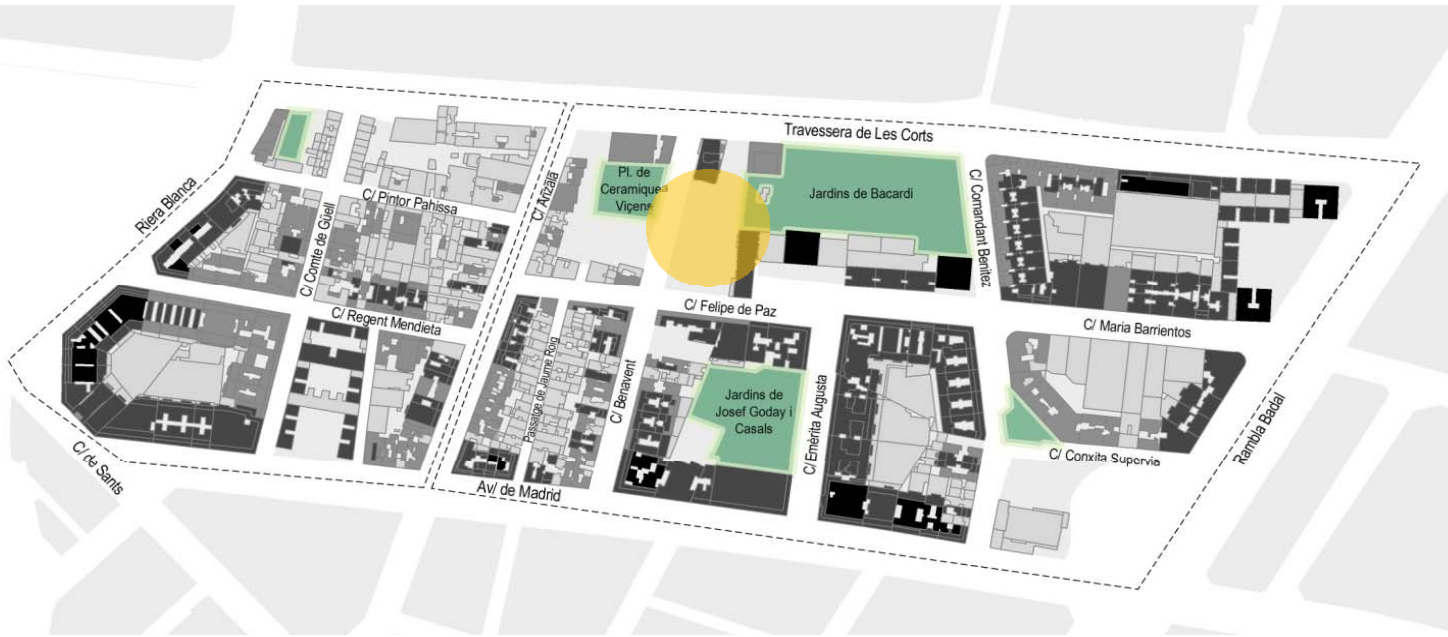 Travessera de Les Corts
Pl. de
Ceramiques
Viçens
Jardins de Bacardi
C/ Arizala
C/ Comandant Benitez
Riera Blanca
C/ Pintor Pahissa
C/ Comte de Güell
C/ Regent Mendieta
C/ Felipe de Paz
C/ Maria Barrientos
Passatge de Jaume Roig
C/ Benavent
Jardins de
Josef Goday i
Casals
C/ Emèrita Augusta
Rambla Badal
C/ Conxita Supervia
C/ de Sants
Av/ de Madrid